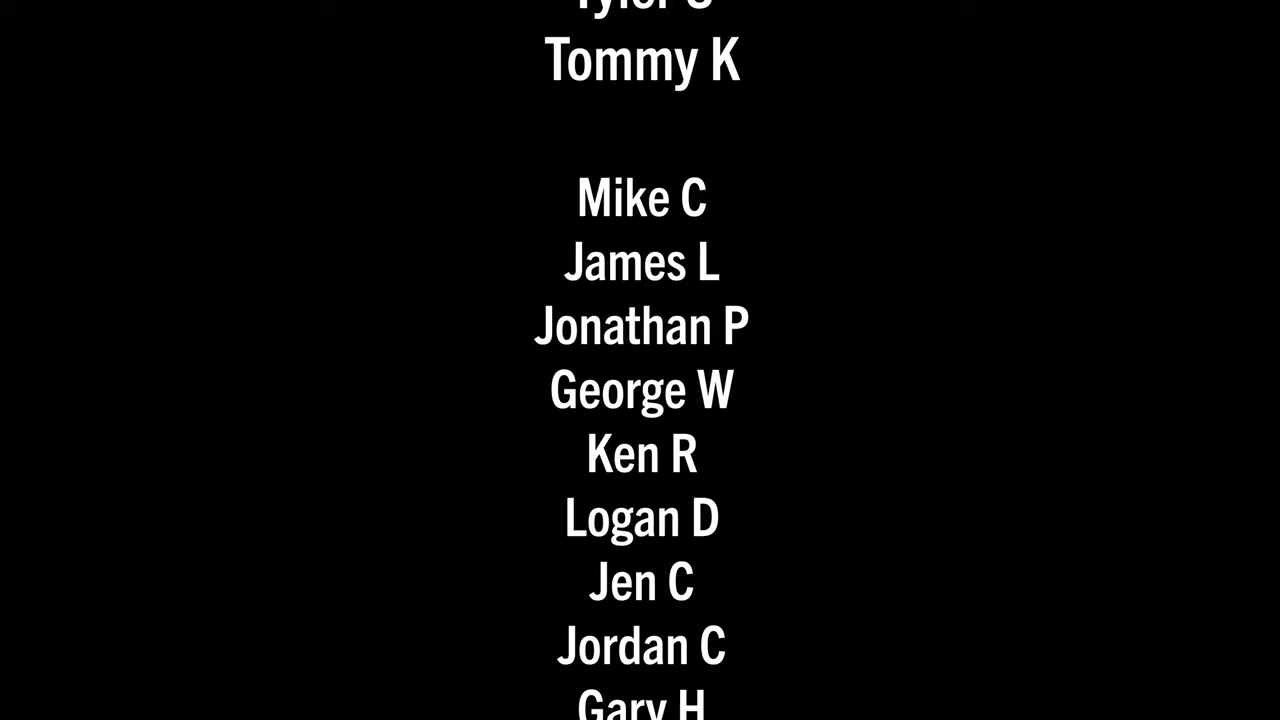 Tommy K
Mike C
James L
Jonathan P
George W
Ken R
Logan D
Jen C
Jordan C
Gary H